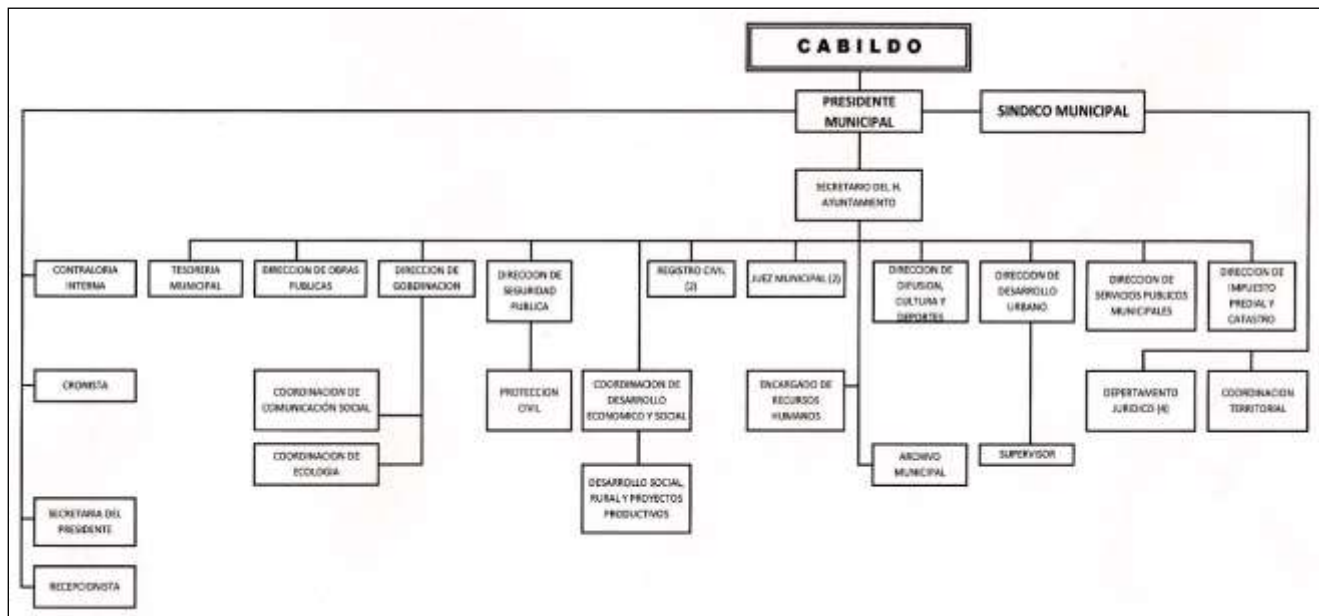 CABILDO
PRESIDENTE
MUNICIPAL
SINDICO MUNICIPAL
SECRETARIO DEL H.
AYUNTAMIENTO
CONTRALORIA
INTERNA
TESORERIA
MUNICIPAL
DIRECCION DE OBRAS
PUBLICAS
DIRECCION DE
GOBDINACION
DIRECCION DE
SEGURIDAD
PUBLICA
REGISTRO CIVIL
(2)
JUEZ MUNICIPAL (2)
DIRECCION DE
DIFUSION,
CULTURA Y
DEPORTES
DIRECCION DE
DESARROLLO
URBANO
DIRECCION DE
SERVICIOS PUBLICOS
MUNICIPALES
DIRECCION DE
IMPUESTO
PREDIAL Y
CATASTRO
CRONISTA
COORDINACION DE
COMUNICACIÓN SOCIAL
PROTECCION
CIVIL
COORDINACION DE
DESARROLLO
ECONOMICO Y SOCIAL
ENCARGADO DE
RECURSOS
HUMANOS
DEPERTAMENTO
JURIDICO (4)
COORDINACION
TERRITORIAL
COORDINACION DE
ECOLOGIA
ARCHIVO
MUNICIPAL
SUPERVISOR
DESARROLLO SOCIAL,
RURAL Y PROYECTOS
PRODUCTIVOS
SECRETARIA DEL
PRESIDENTE
RECEPCIONISTA